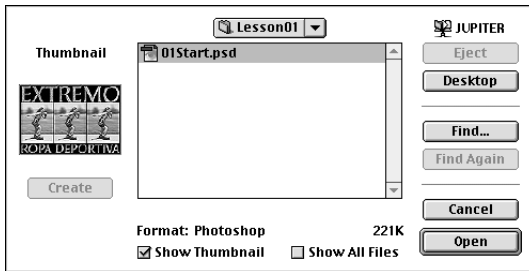 Lesson01
JUPITER
Thumbnail
01Start.psd
Eject
Desktop
EXTREMO
ROPA DEPORTIVA
Find...
Find Again
Create
Cancel
Format: Photoshop 221K
Open
Show Thumbnail Show All Files